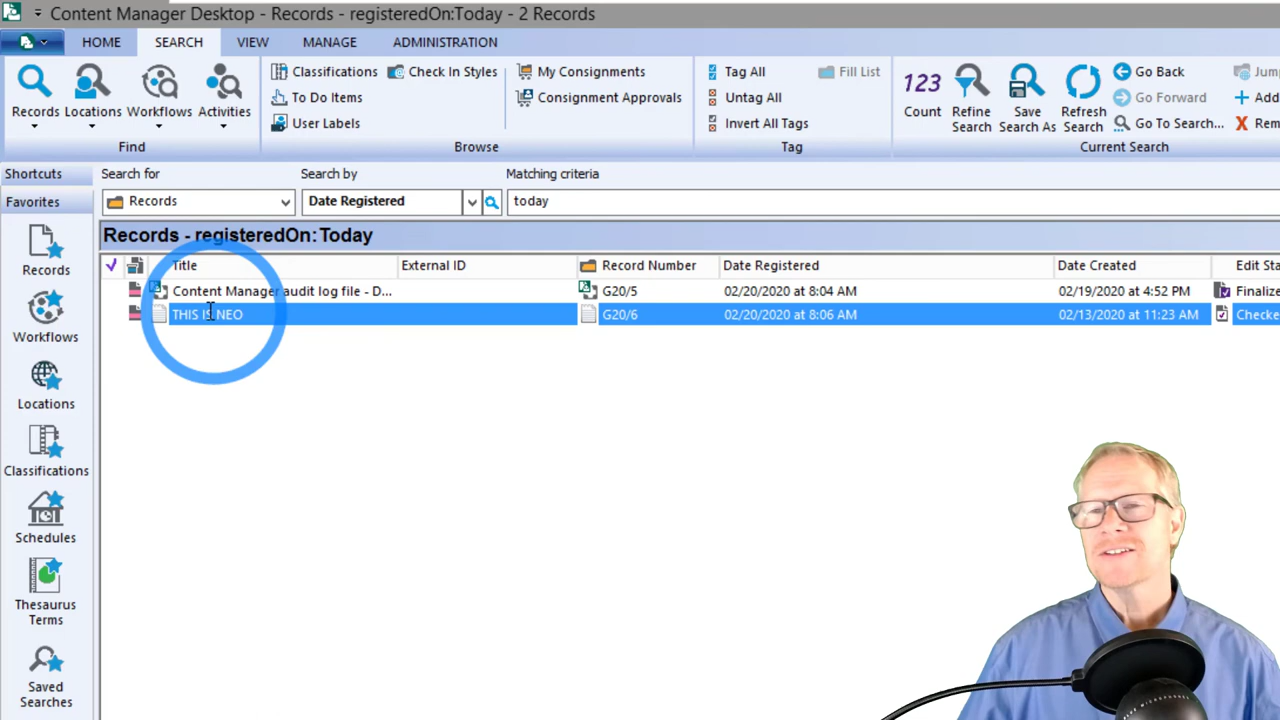 Content Manager Desktop - Records - registeredOn:Today - 2 Records
HOME SEARCH VIEW MANAGE ADMINISTRATION
Classifications Check In Styles My Consignments Tag All Fill List Go Back
To Do Items Consignment Approvals Untag All Go Forward Add
User Labels Invert All Tags Go To Search...
Records Locations Workflows Activities 123 Count Refine Search Save Search As Refresh Search
Find Browse Tag Current Search
Shortcuts Search for Search by Matching criteria
Favorites Records Date Registered today
Records - registeredOn:Today
Title External ID Record Number Date Registered Date Created Edit Sta
Content Manager audit log file - D... G20/5 02/20/2020 at 8:04 AM 02/19/2020 at 4:52 PM Finalize
THIS IS NEO G20/6 02/20/2020 at 8:06 AM 02/13/2020 at 11:23 AM Checke
Records
Workflows
Locations
Classifications
Schedules
Thesaurus
Terms
Saved
Searches